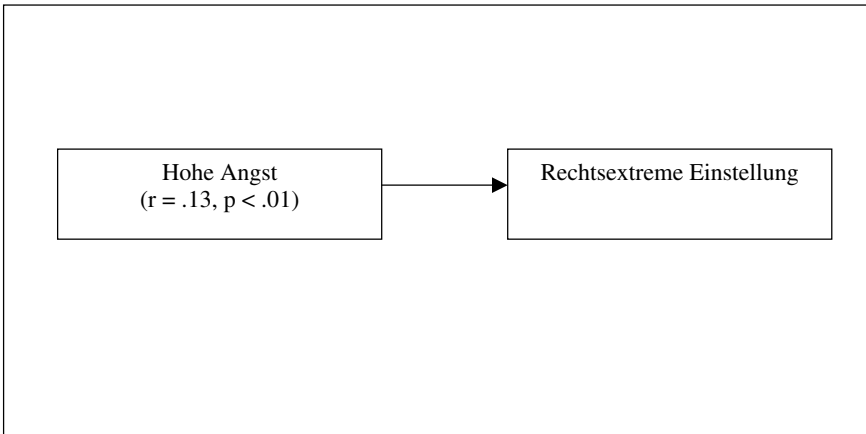 Hohe Angst
(r = .13, p < .01)
Rechtsextreme Einstellung